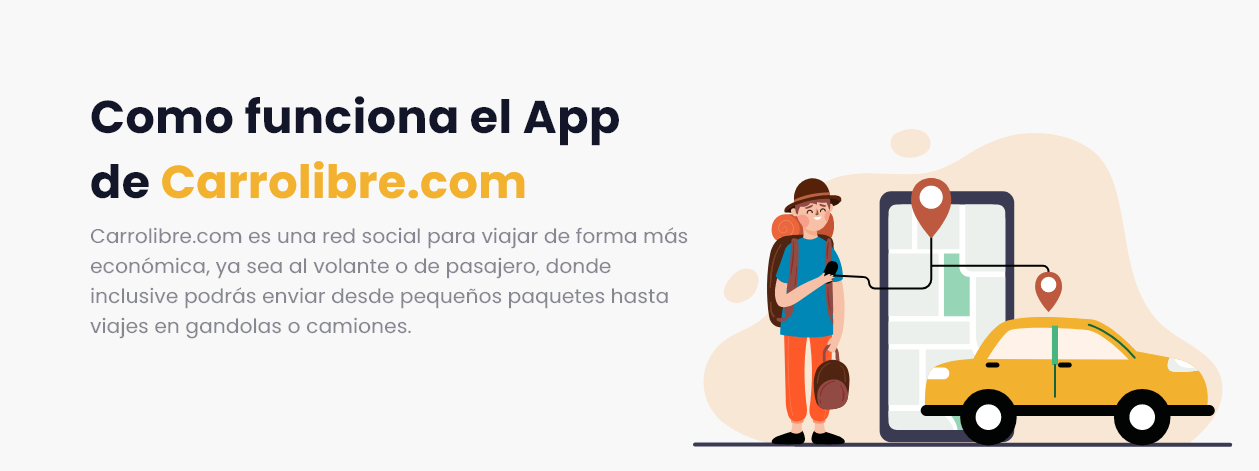 Como funciona el App
de Carrolibre.com
Carrolibre.com es una red social para viajar de forma más
económica, ya sea al volante o de pasajero, donde
inclusive podrás enviar desde pequeños paquetes hasta
viajes en gandolas o camiones.